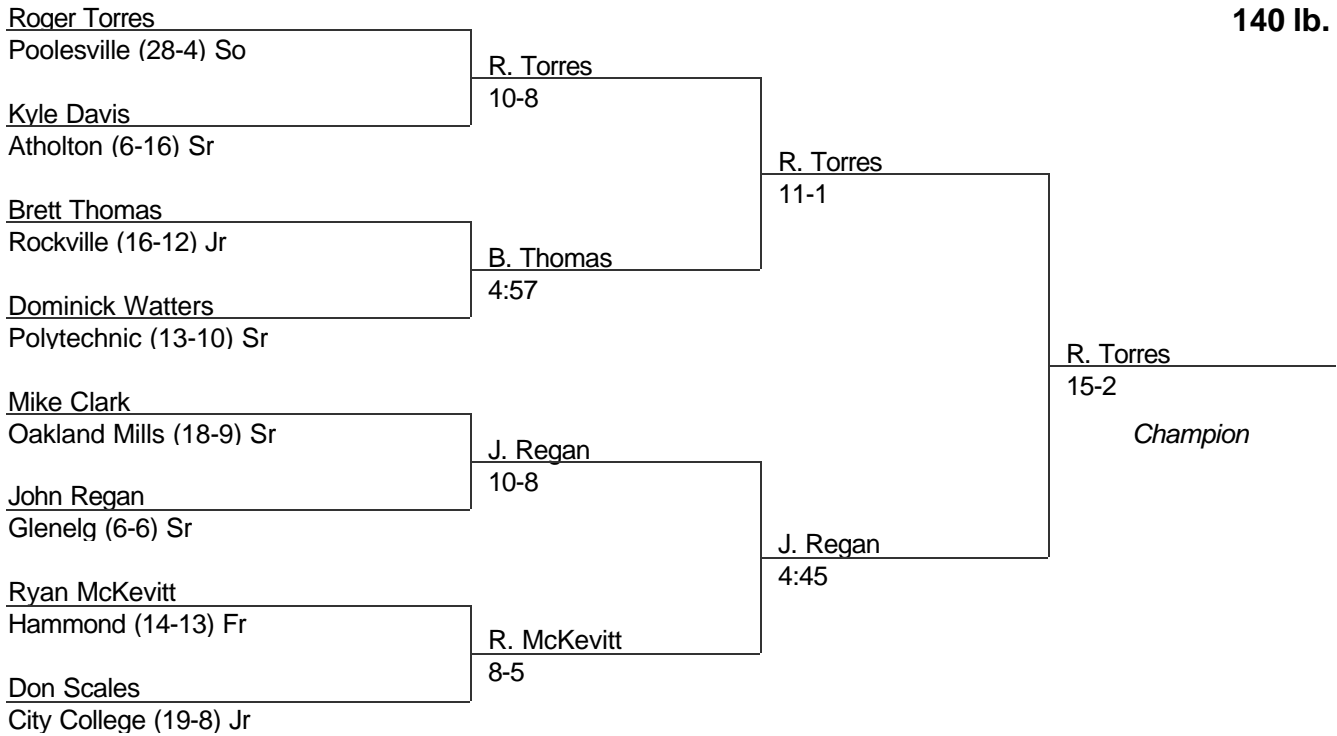 140 lb.
Roger Torres
Poolesville (28-4) So
Kyle Davis
Atholton (6-16) Sr
Brett Thomas
Rockville (16-12) Jr
Dominick Watters
Polytechnic (13-10) Sr
Mike Clark
Oakland Mills (18-9) Sr
John Regan
Glenelg (6-6) Sr
Ryan McKevitt
Hammond (14-13) Fr
Don Scales
City College (19-8) Jr
R. Torres
10-8
B. Thomas
4:57
J. Regan
10-8
R. McKevitt
8-5
R. Torres
11-1
J. Regan
4:45
R. Torres
15-2
Champion